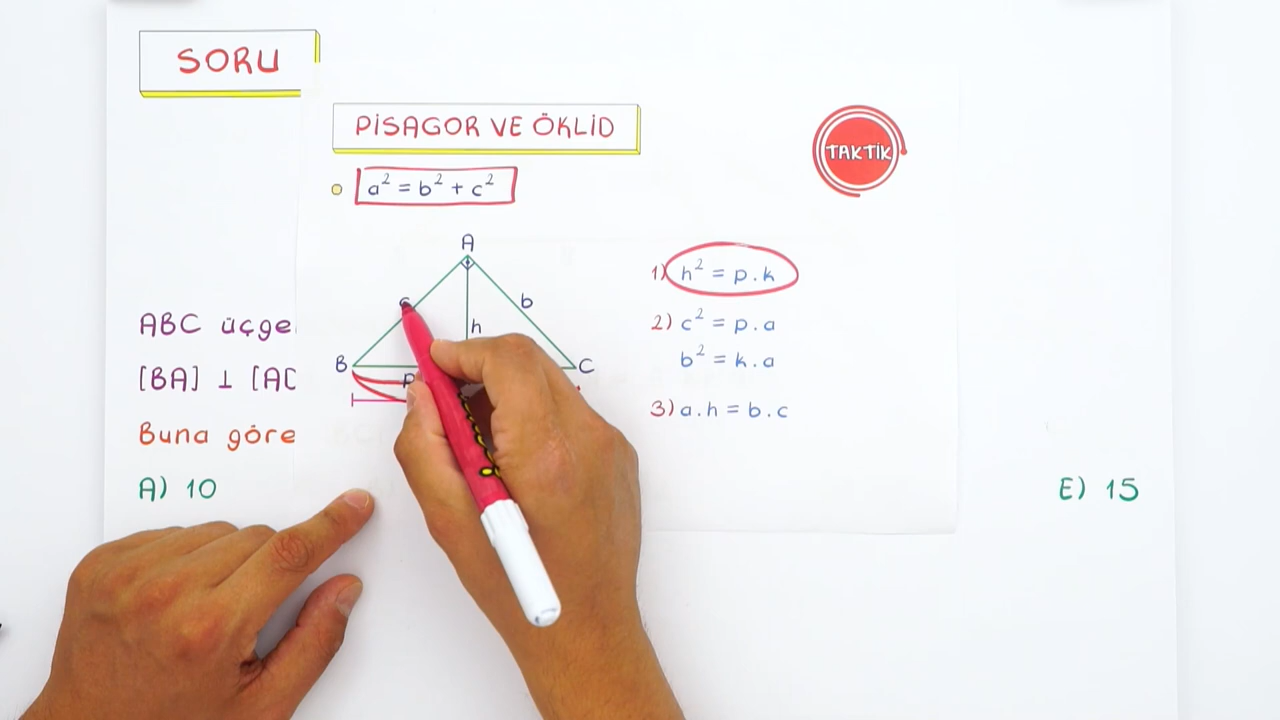 SORU
PİSAGOR VE ÖKLİD
TAKTİK
a² = b² + c²
A
c
b
h
B
C
p
1) h² = p.k
2) c² = p.a
b² = k.a
3) a.h = b.c
ABC üçge
[BA] ⊥ [AC
Buna göre
A) 10
E) 15